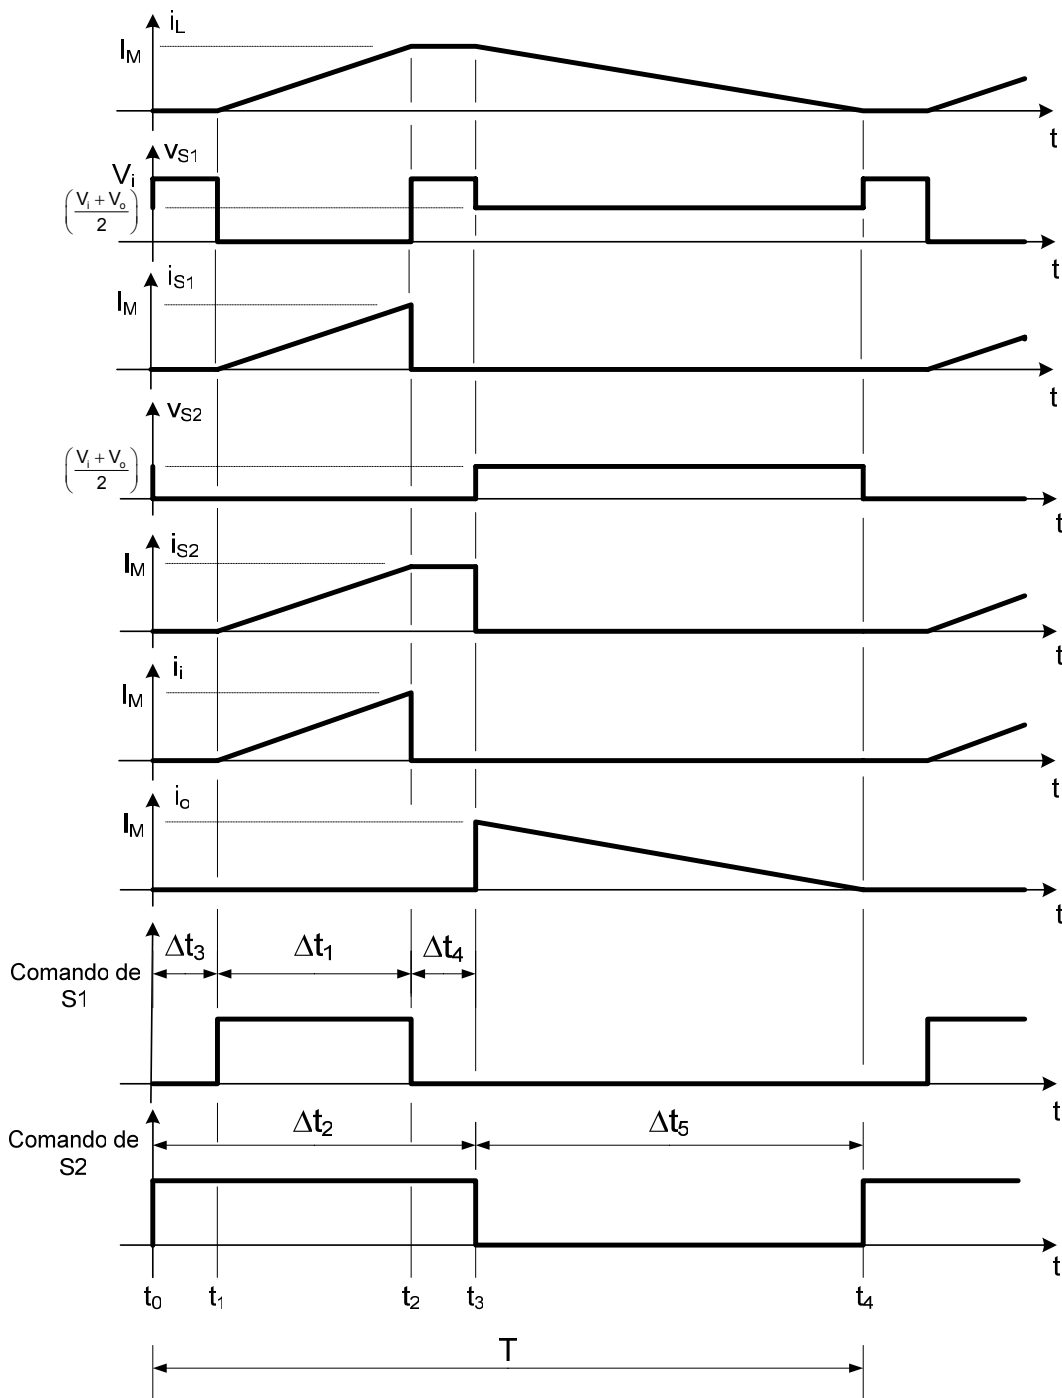 i_L
I_M
t
v_S1
V_i
((V_i + V_o)/2)
t
i_S1
I_M
t
v_S2
((V_i + V_o)/2)
t
i_S2
I_M
t
i_i
I_M
t
i_o
I_M
t
Δt_3 Δt_1 Δt_4
Comando de
S1
t
Δt_2 Δt_5
Comando de
S2
t
t_0 t_1 t_2 t_3 t_4
T